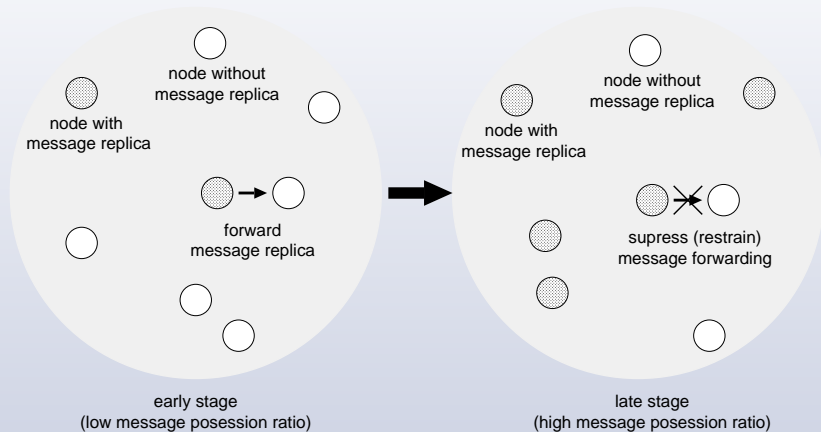 node without
message replica
node with
message replica
forward
message replica
early stage
(low message posession ratio)
node without
message replica
node with
message replica
supress (restrain)
message forwarding
late stage
(high message posession ratio)